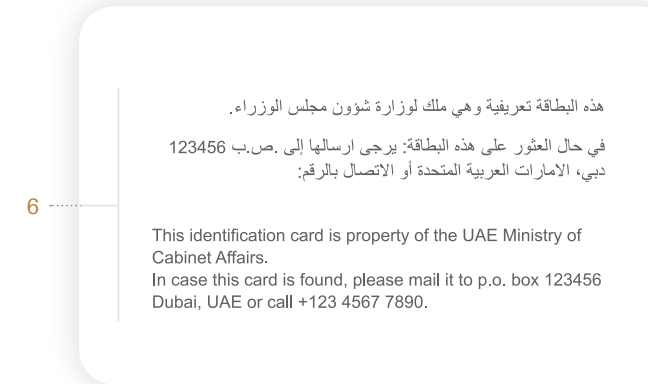 هذه البطاقة تعريفية وهي ملك لوزارة شؤون مجلس الوزراء.
في حال العثور على هذه البطاقة: يرجى ارسالها إلى .ص.ب 123456
دبي، الامارات العربية المتحدة أو الاتصال بالرقم:
6
This identification card is property of the UAE Ministry of
Cabinet Affairs.
In case this card is found, please mail it to p.o. box 123456
Dubai, UAE or call +123 4567 7890.